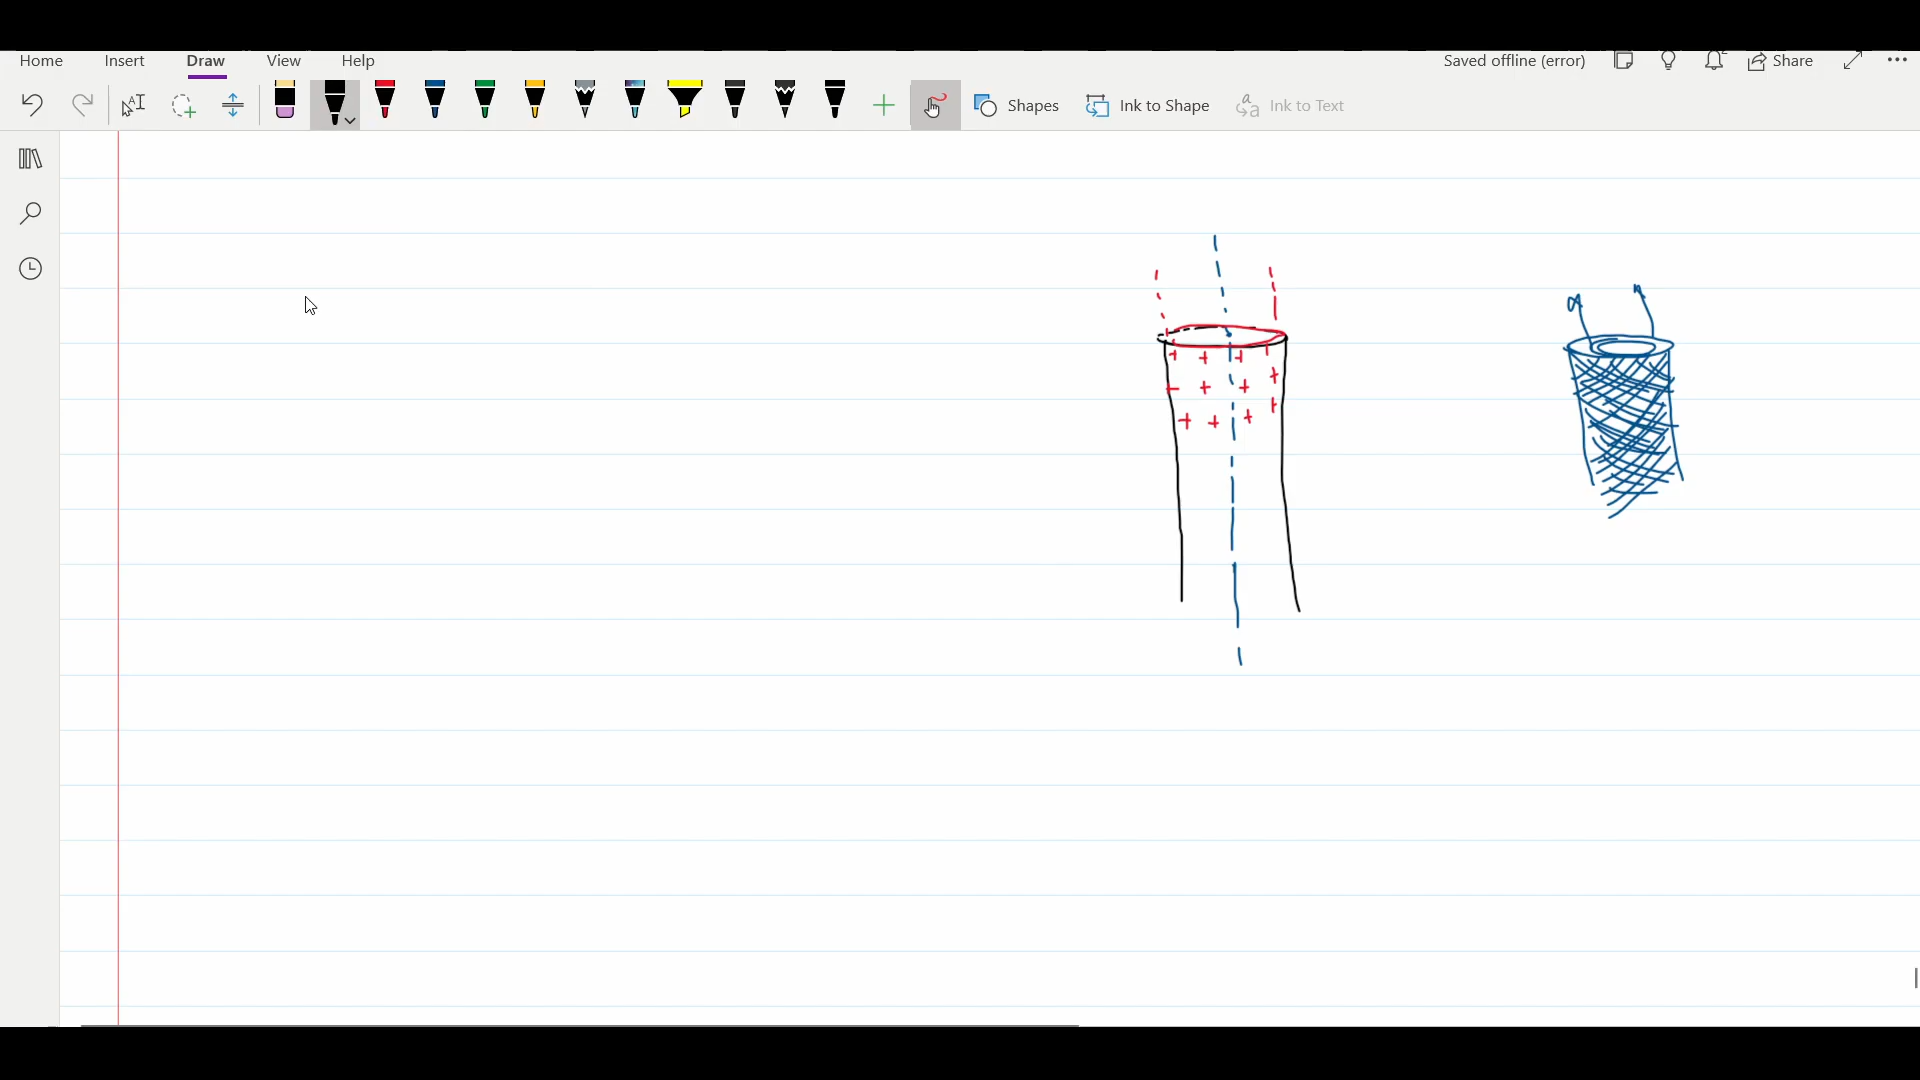 Home Insert Draw View Help Saved offline (error) Share
Shapes Ink to Shape Ink to Text
+ + +
+ + +
+ + +